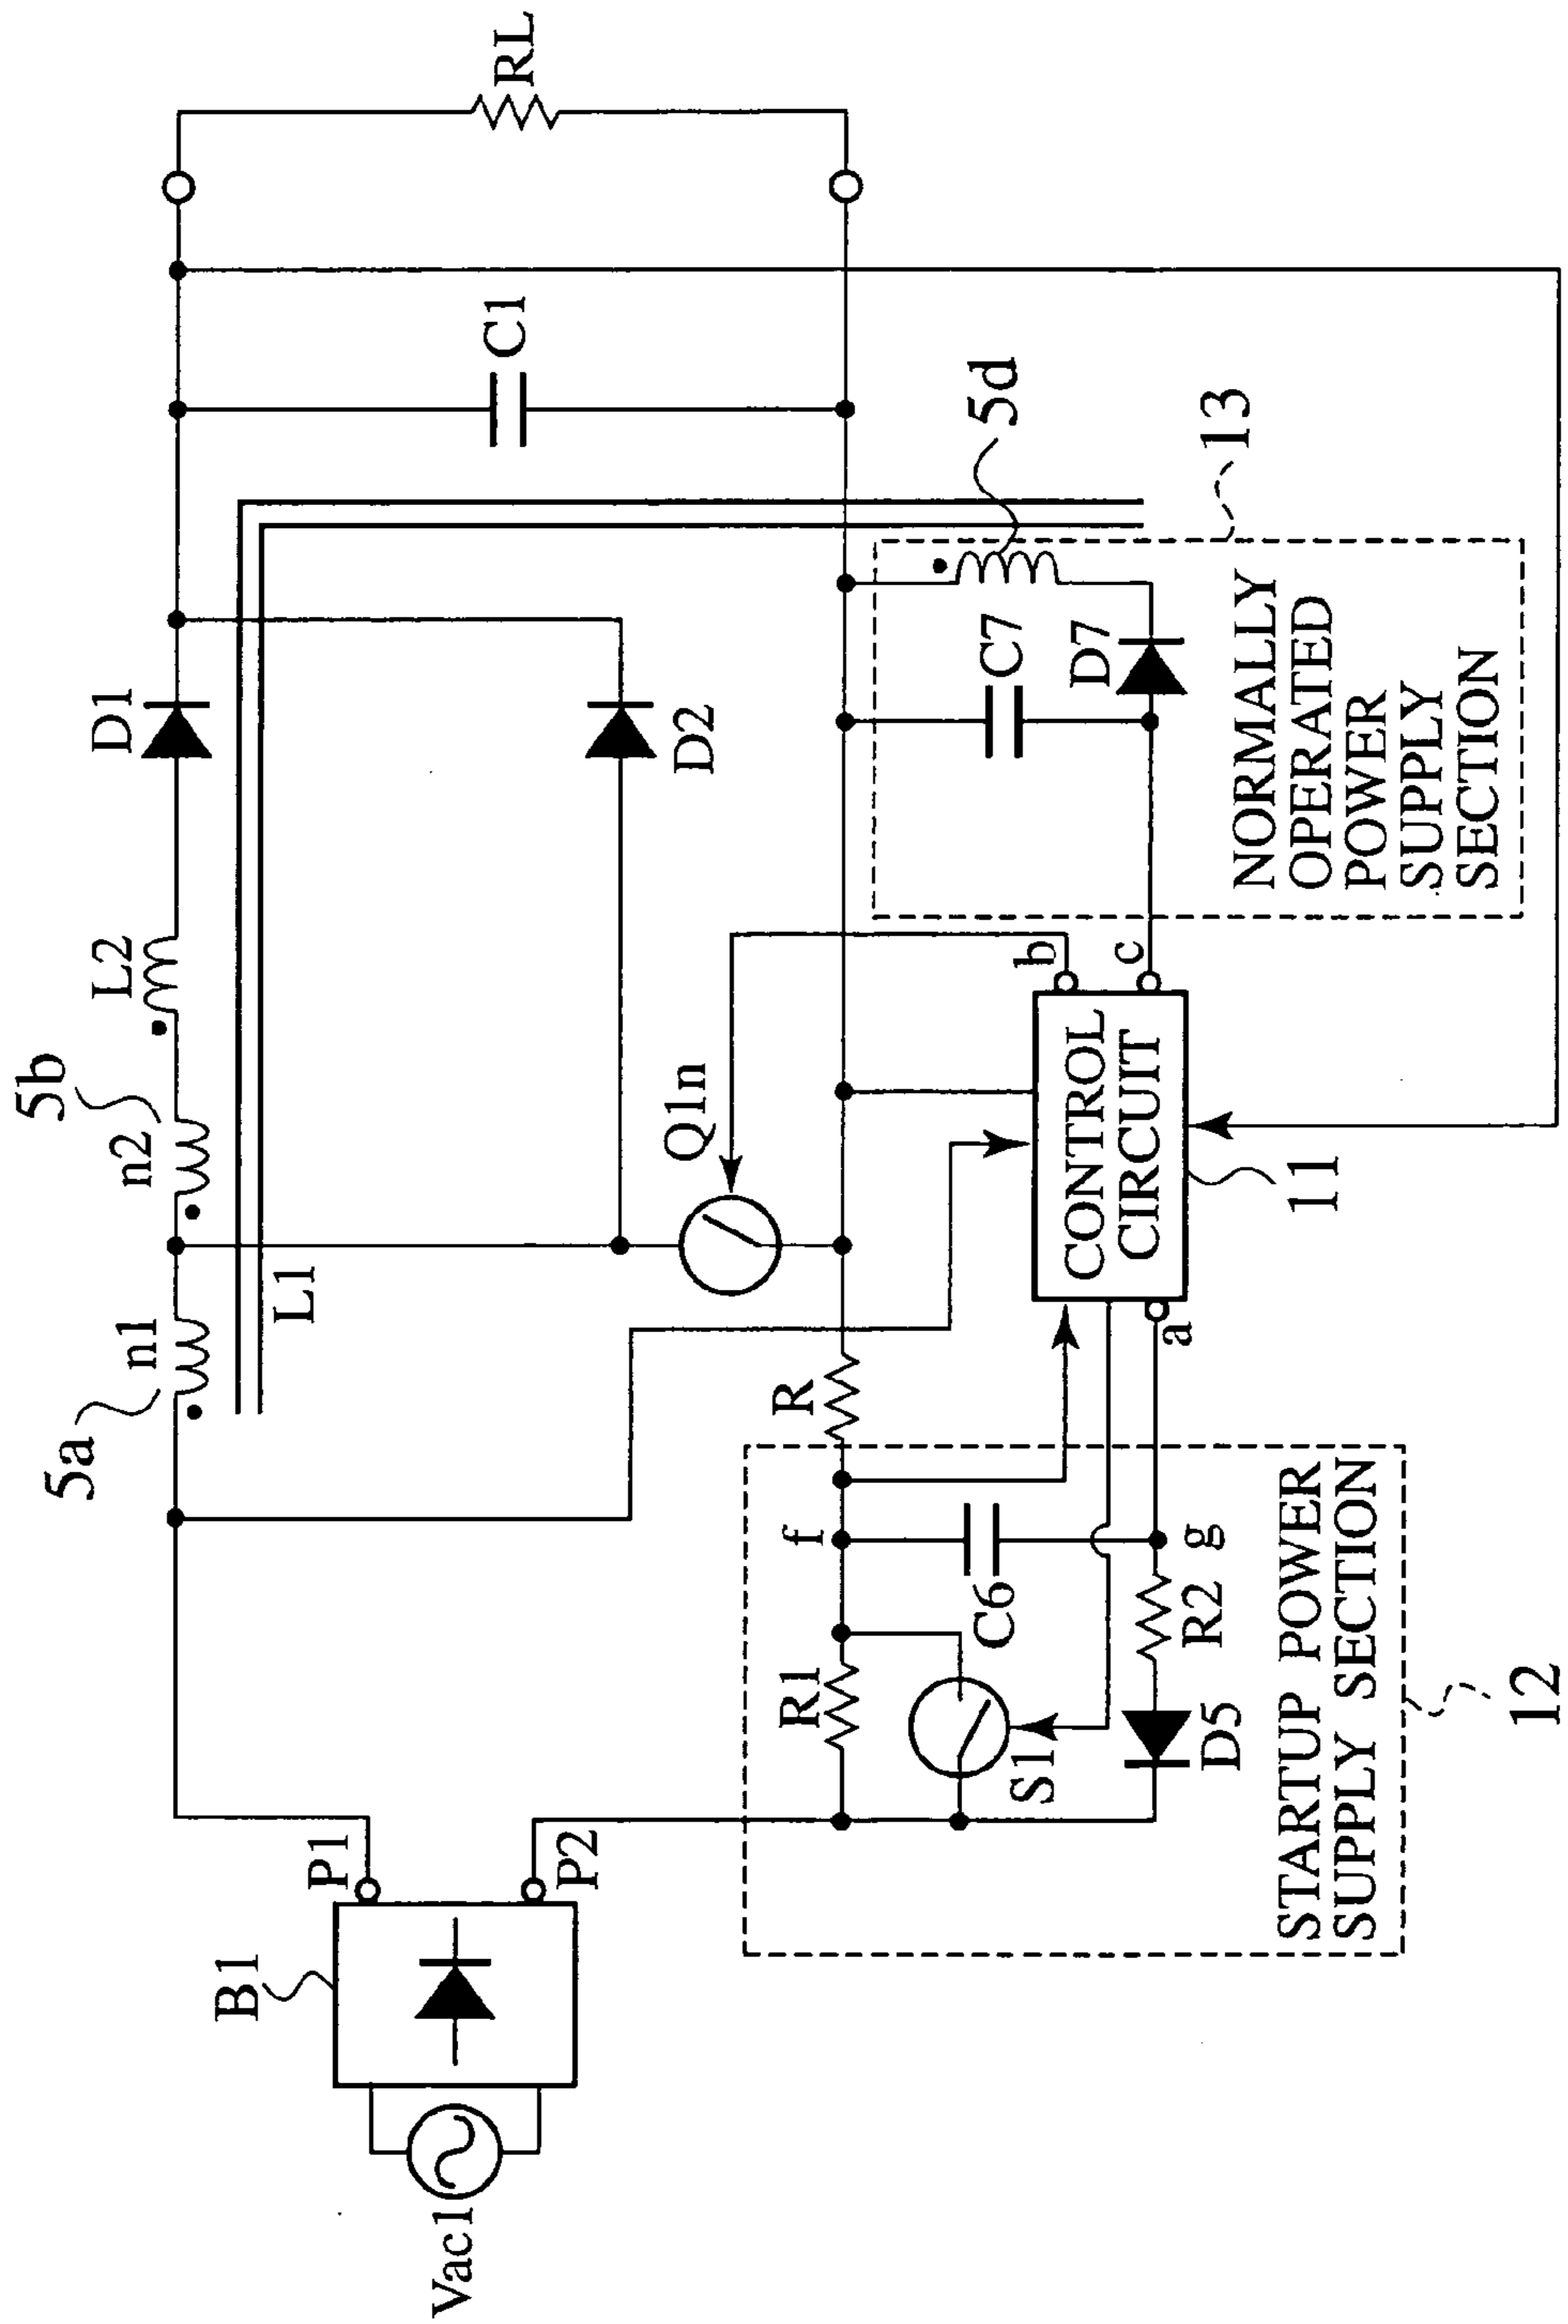 Vac1
B1
P1
P2
5a
n1
L1
5b
n2
L2
D1
D2
C1
RL
Q1n
R
R1
f
S1
C6
D5
R2
g
a
b
c
CONTROL
CIRCUIT
11
C7
D7
5d
13
NORMALLY
OPERATED
POWER
SUPPLY
SECTION
STARTUP POWER
SUPPLY SECTION
12